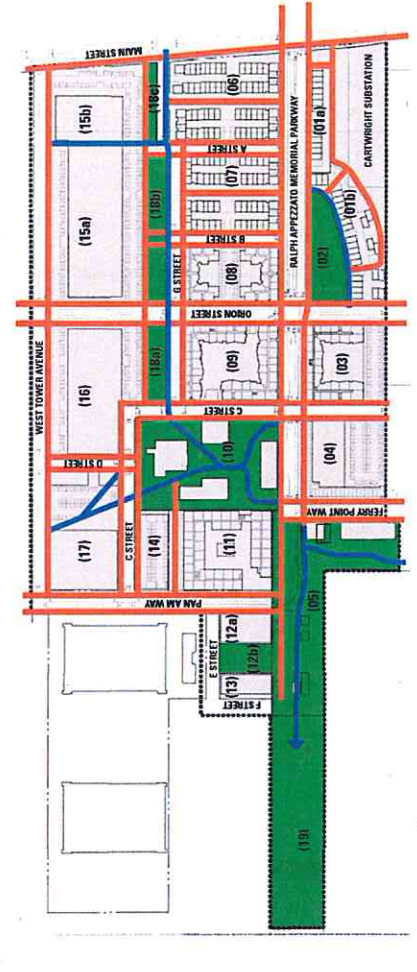 MAIN STREET
WEST TOWER AVENUE
(15b)
(15a)
(16)
(17)
(18c)
(18b)
(18a)
G STREET
A STREET
B STREET
ORION STREET
C STREET
D STREET
C STREET
PAN AM WAY
(14)
(06)
(07)
(08)
(09)
(10)
(11)
E STREET
(12a)
(12b)
(13)
F STREET
RALPH APPEZZATO MEMORIAL PARKWAY
(01a)
(01b)
CARTWRIGHT SUBSTATION
(02)
(03)
(04)
FERRY POINT WAY
(05)
(19)